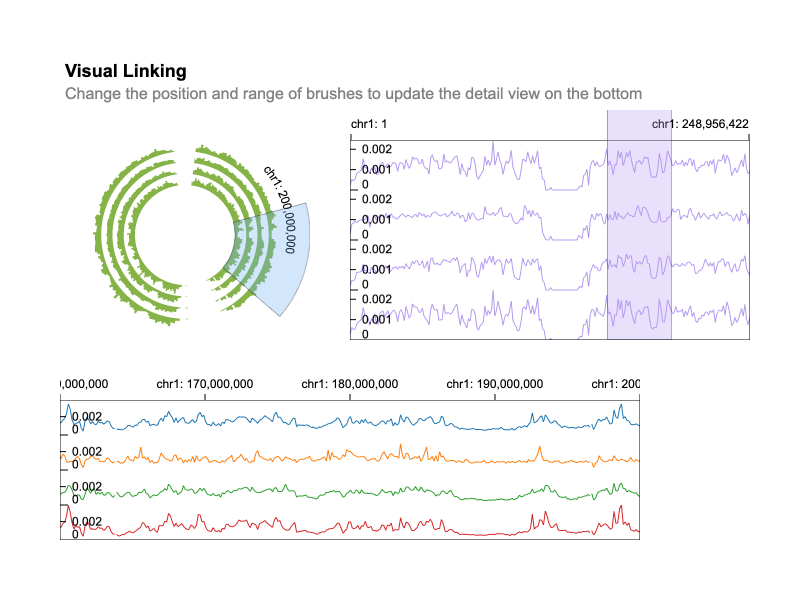 Visual Linking
Change the position and range of brushes to update the detail view on the bottom
chr1: 200,000,000
chr1: 1
chr1: 248,956,422
0.002
0.001
0
0.002
0.001
0
0.002
0.001
0
0.002
0.001
0
0,000,000
chr1: 170,000,000
chr1: 180,000,000
chr1: 190,000,000
chr1: 200
0.002
0
0.002
0
0.002
0
0.002
0